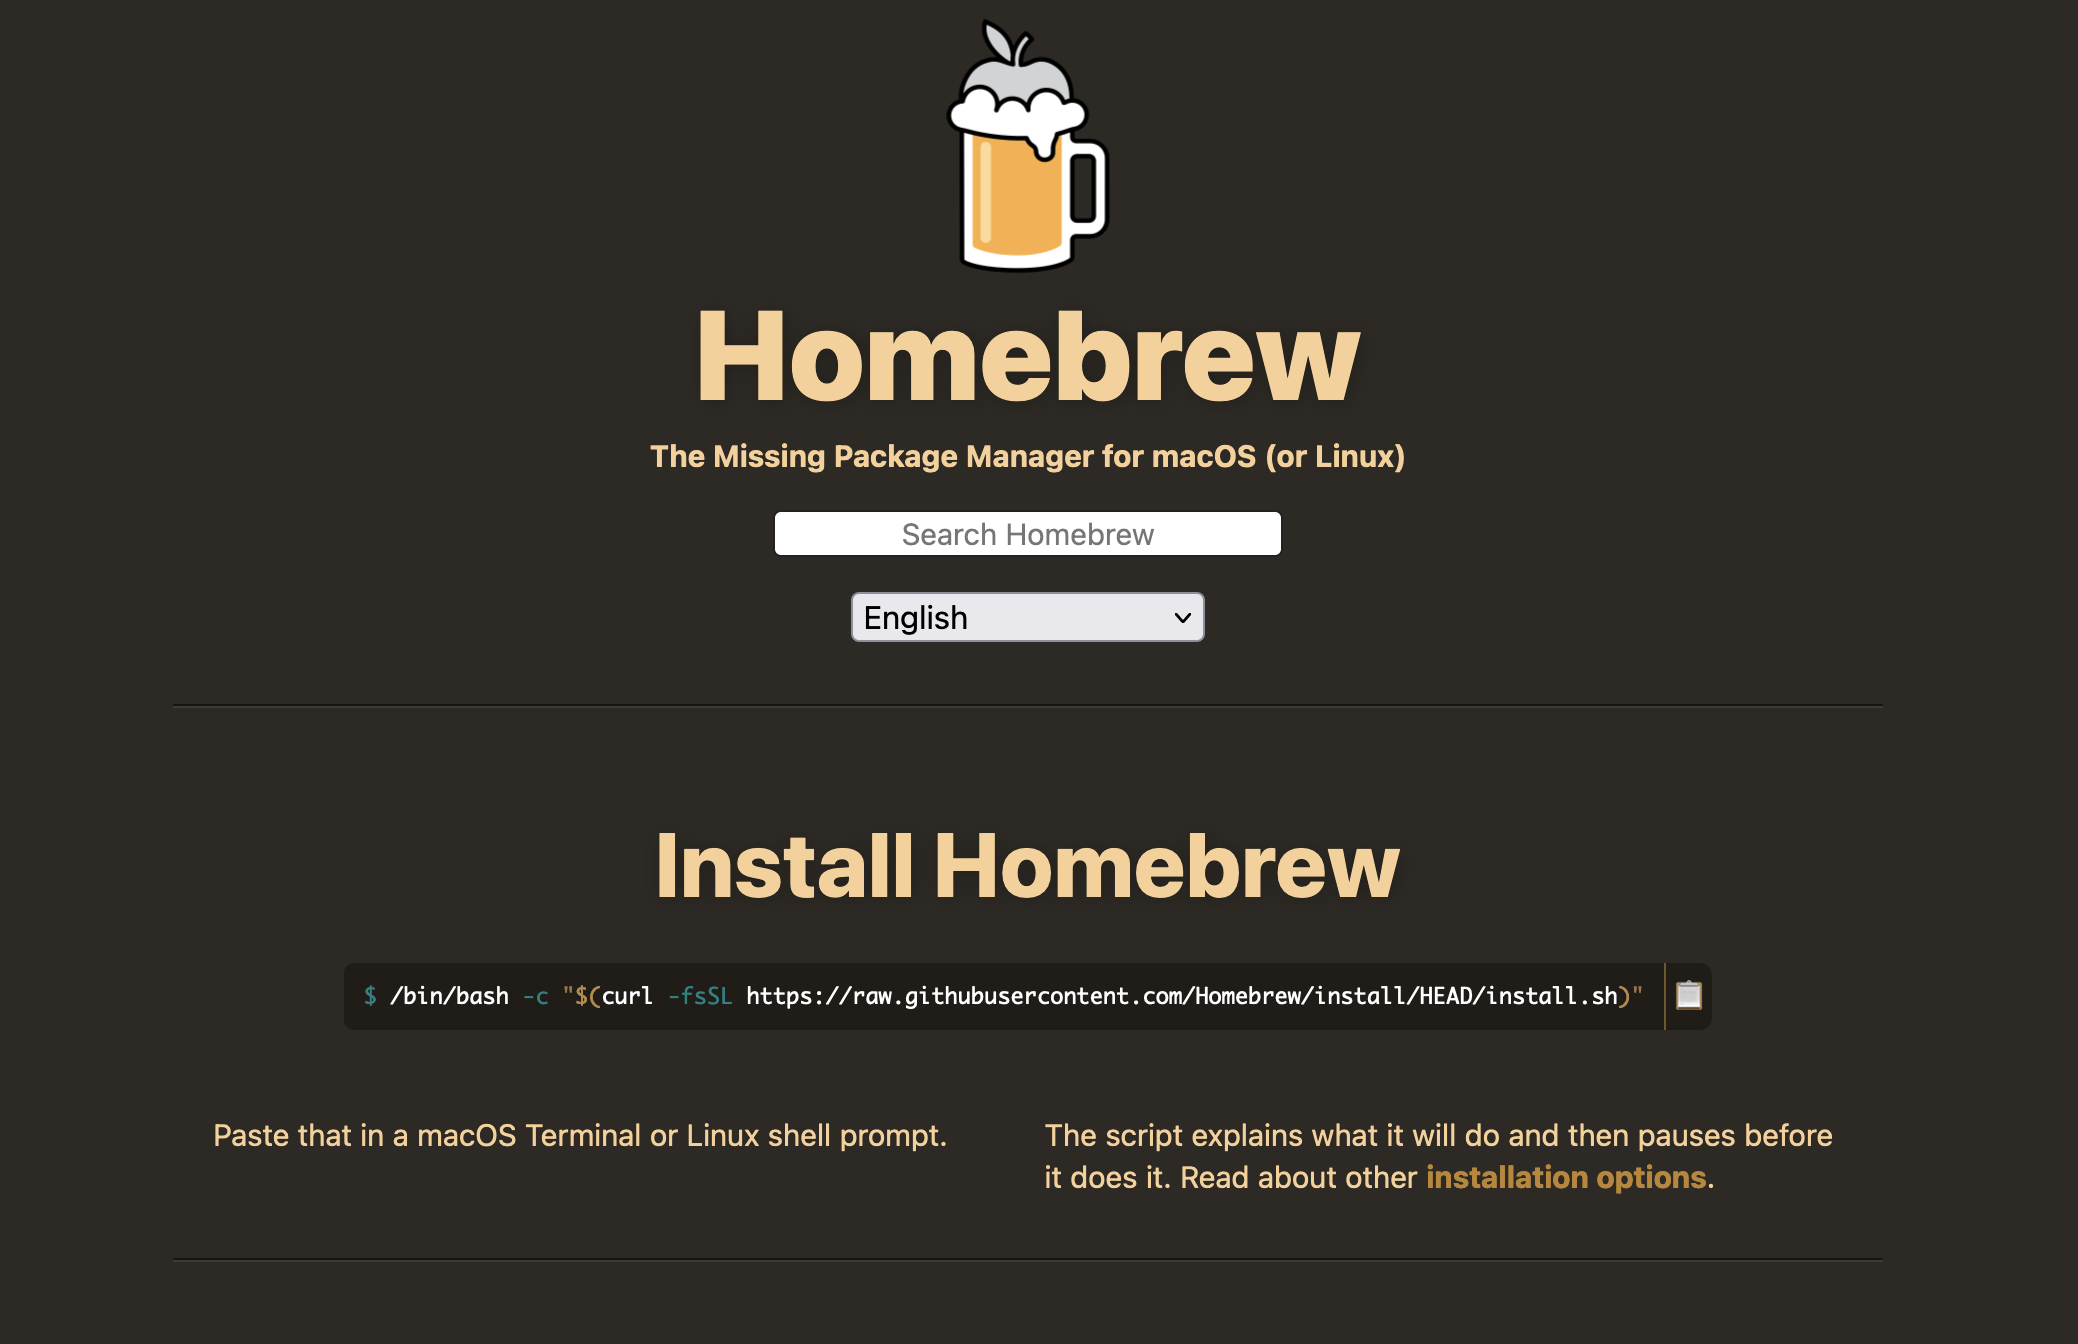 Homebrew
The Missing Package Manager for macOS (or Linux)
Search Homebrew
English
Install Homebrew
$ /bin/bash -c "$(curl -fsSL https://raw.githubusercontent.com/Homebrew/install/HEAD/install.sh)"
Paste that in a macOS Terminal or Linux shell prompt.
The script explains what it will do and then pauses before
it does it. Read about other installation options.